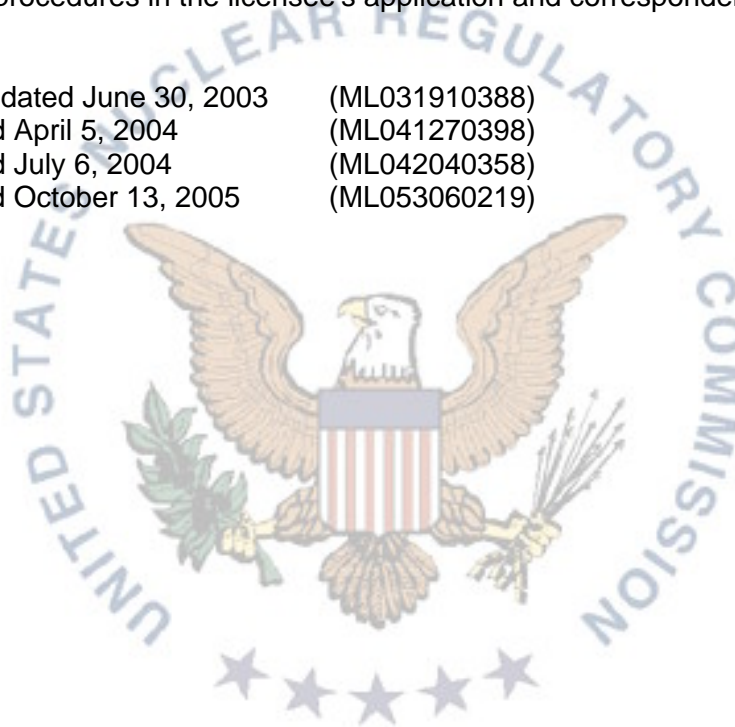 procedures in the licensee's application and corresponden
dated June 30, 2003 (ML031910388)
d April 5, 2004 (ML041270398)
d July 6, 2004 (ML042040358)
d October 13, 2005 (ML053060219)
UNITED STATES NUCLEAR REGULATORY COMMISSION